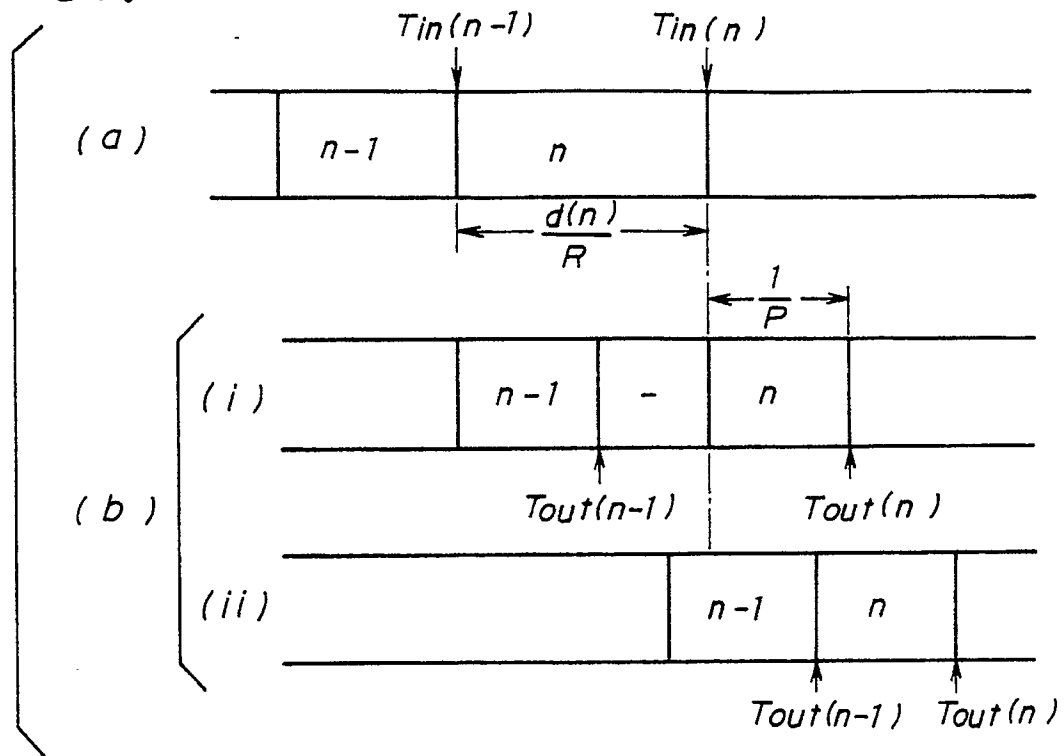 Tin(n-1) Tin(n)
(a) n-1 n
d(n)
R
1
P
(i) n-1 - n
(b) Tout(n-1) Tout(n)
(ii) n-1 n
Tout(n-1) Tout(n)